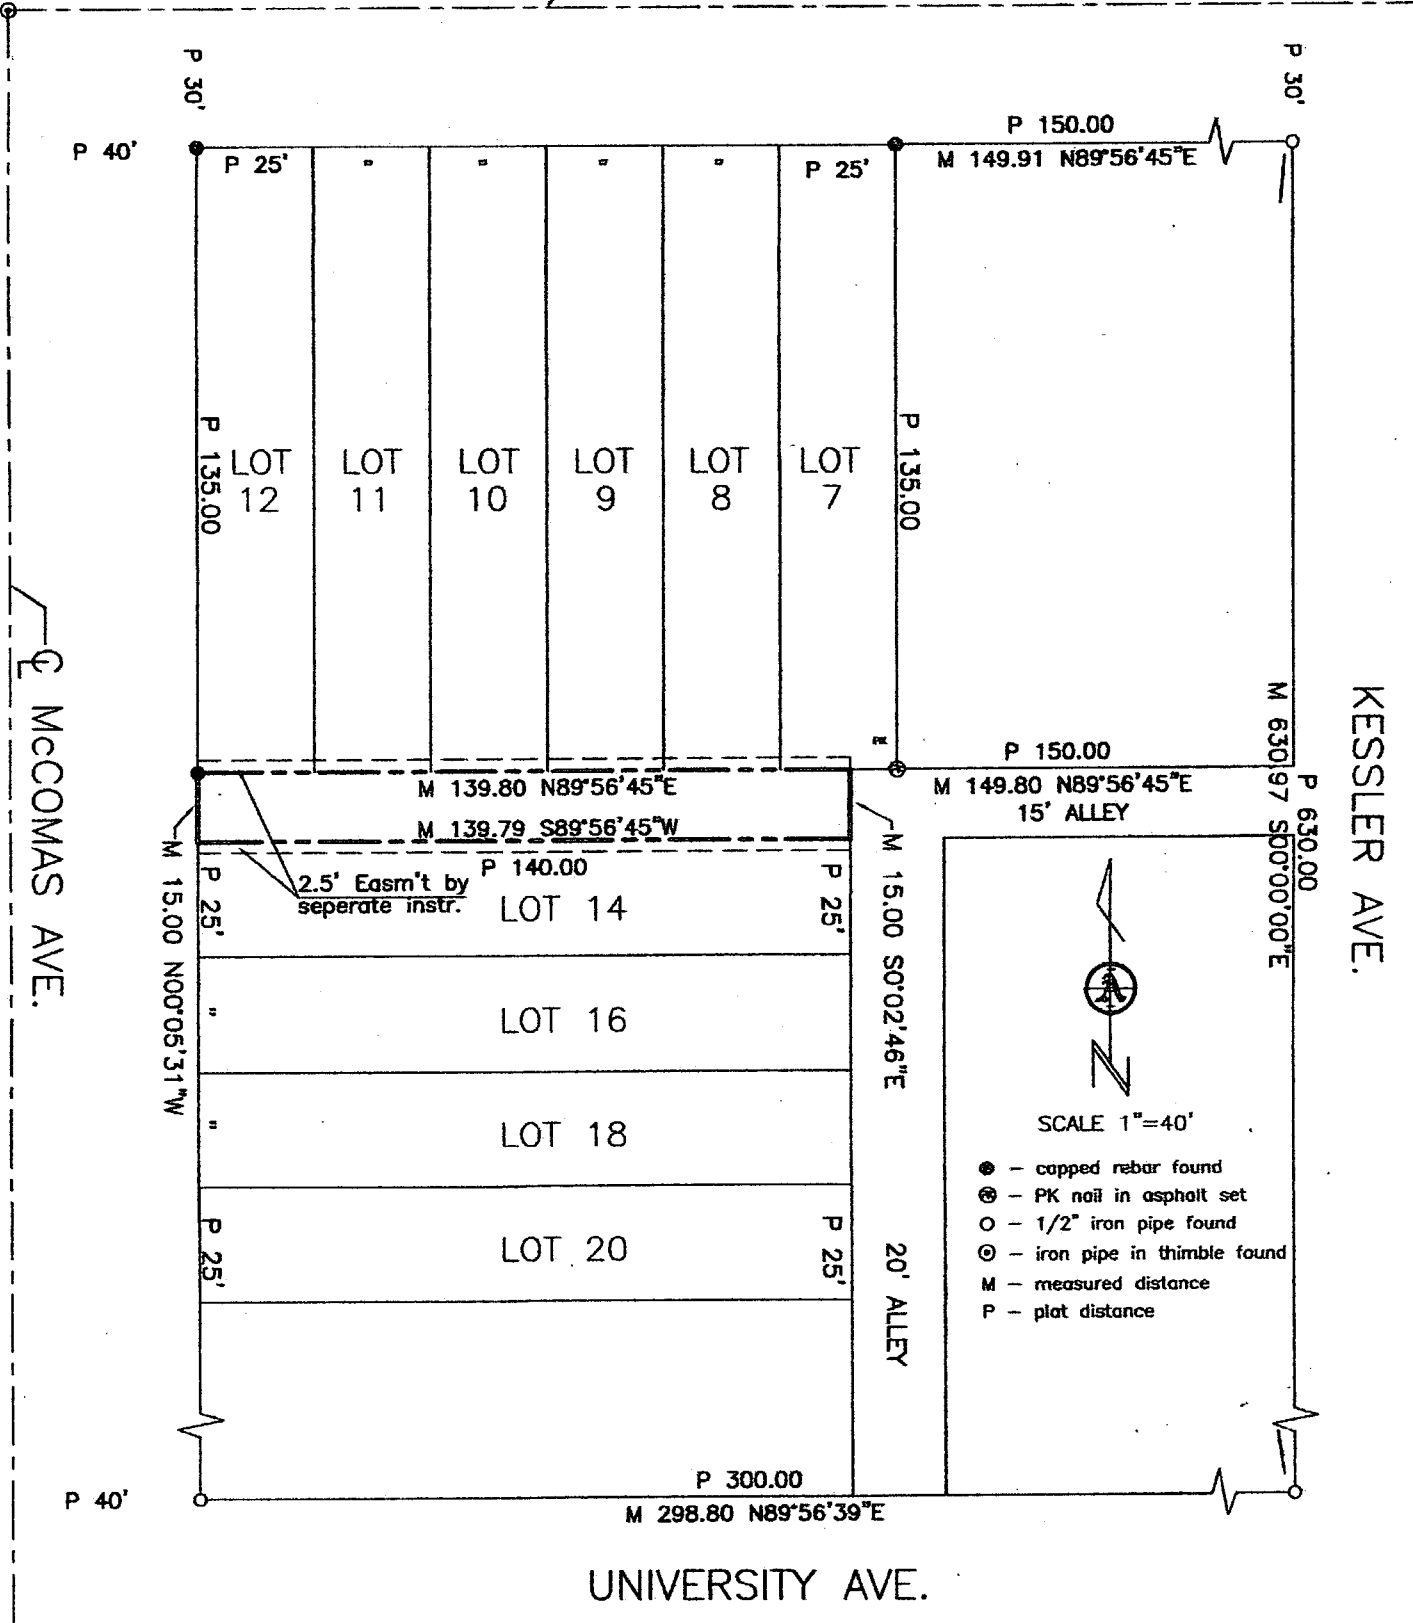 P 30'
P 30'
P 40'
P 150.00
M 149.91 N89°56'45"E
P 25'
"
"
"
"
P 25'
P 135.00
P 135.00
LOT 12
LOT 11
LOT 10
LOT 9
LOT 8
LOT 7
KESSLER AVE.
M 630.97 S00°00'00"E
P 630.00
℄ McCOMAS AVE.
PK
P 150.00
M 149.80 N89°56'45"E
15' ALLEY
M 139.80 N89°56'45"E
M 139.79 S89°56'45"W
P 140.00
2.5' Easm't by
seperate instr.
M 15.00 N00°05'31"W
M 15.00 S0°02'46"E
P 25'
P 25'
LOT 14
"
LOT 16
"
LOT 18
P 25'
P 25'
LOT 20
20' ALLEY
N
SCALE 1"=40'
– capped rebar found
– PK nail in asphalt set
– 1/2" iron pipe found
– iron pipe in thimble found
M – measured distance
P – plat distance
P 40'
P 300.00
M 298.80 N89°56'39"E
UNIVERSITY AVE.